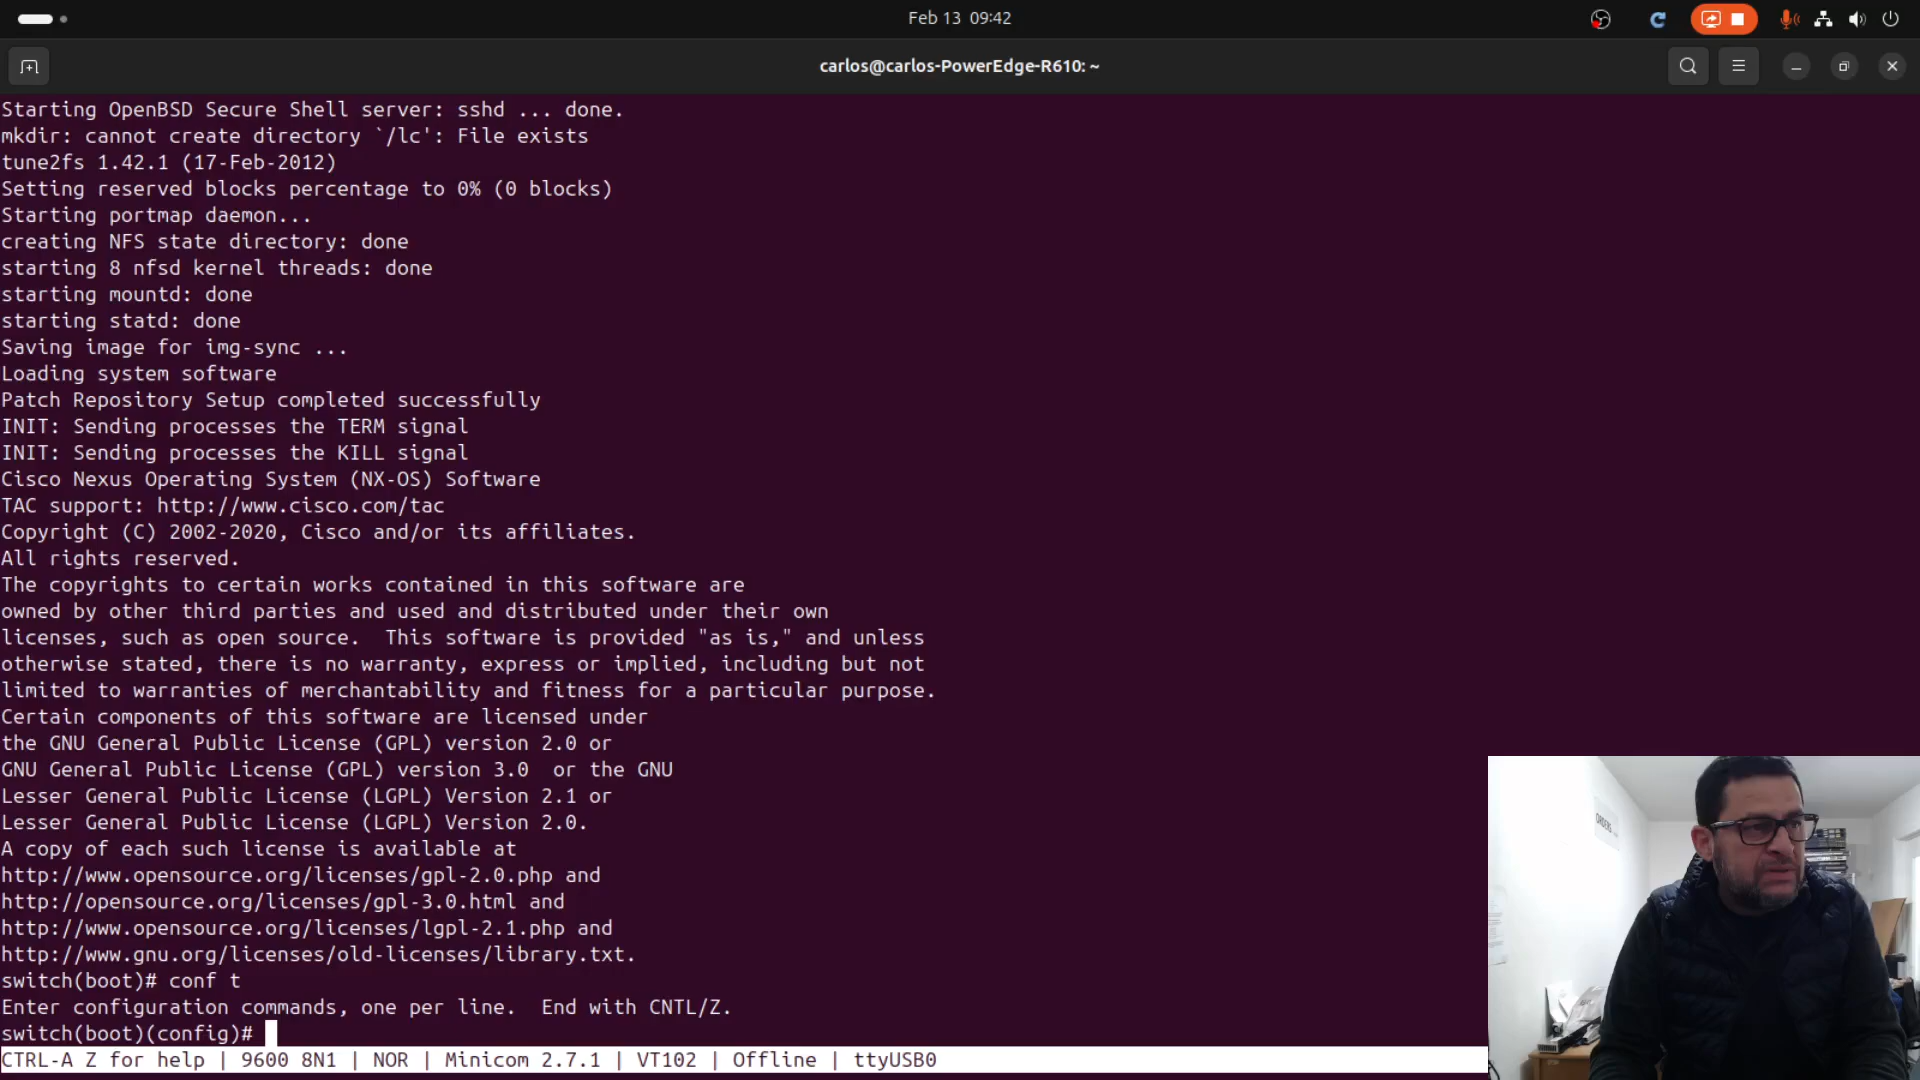 Feb 13 09:42
carlos@carlos-PowerEdge-R610: ~
Starting OpenBSD Secure Shell server: sshd ... done.
mkdir: cannot create directory `/lc': File exists
tune2fs 1.42.1 (17-Feb-2012)
Setting reserved blocks percentage to 0% (0 blocks)
Starting portmap daemon...
creating NFS state directory: done
starting 8 nfsd kernel threads: done
starting mountd: done
starting statd: done
Saving image for img-sync ...
Loading system software
Patch Repository Setup completed successfully
INIT: Sending processes the TERM signal
INIT: Sending processes the KILL signal
Cisco Nexus Operating System (NX-OS) Software
TAC support: http://www.cisco.com/tac
Copyright (C) 2002-2020, Cisco and/or its affiliates.
All rights reserved.
The copyrights to certain works contained in this software are
owned by other third parties and used and distributed under their own
licenses, such as open source.  This software is provided "as is," and unless
otherwise stated, there is no warranty, express or implied, including but not
limited to warranties of merchantability and fitness for a particular purpose.
Certain components of this software are licensed under
the GNU General Public License (GPL) version 2.0 or
GNU General Public License (GPL) version 3.0  or the GNU
Lesser General Public License (LGPL) Version 2.1 or
Lesser General Public License (LGPL) Version 2.0.
A copy of each such license is available at
http://www.opensource.org/licenses/gpl-2.0.php and
http://opensource.org/licenses/gpl-3.0.html and
http://www.opensource.org/licenses/lgpl-2.1.php and
http://www.gnu.org/licenses/old-licenses/library.txt.
switch(boot)# conf t
Enter configuration commands, one per line.  End with CNTL/Z.
switch(boot)(config)#
CTRL-A Z for help | 9600 8N1 | NOR | Minicom 2.7.1 | VT102 | Offline | ttyUSB0
ORDERS